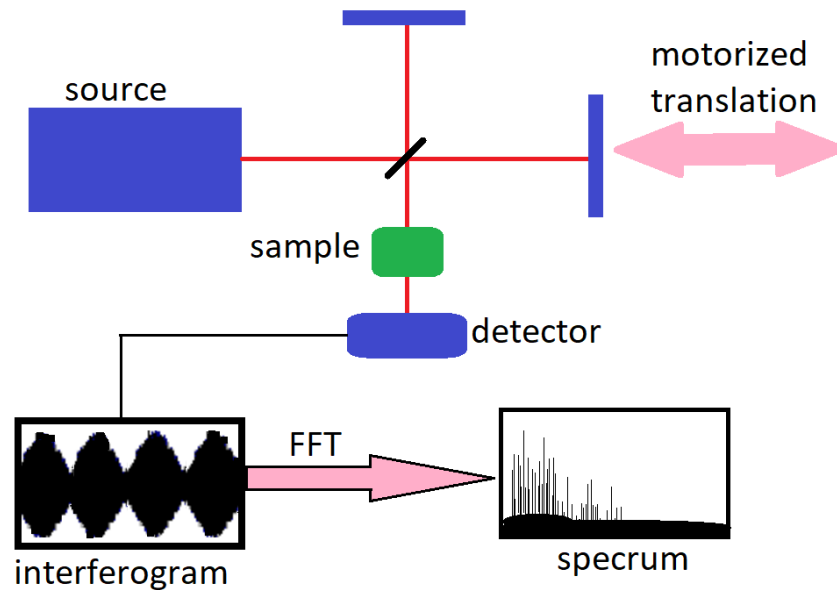 source
motorized
translation
sample
detector
FFT
interferogram
specrum